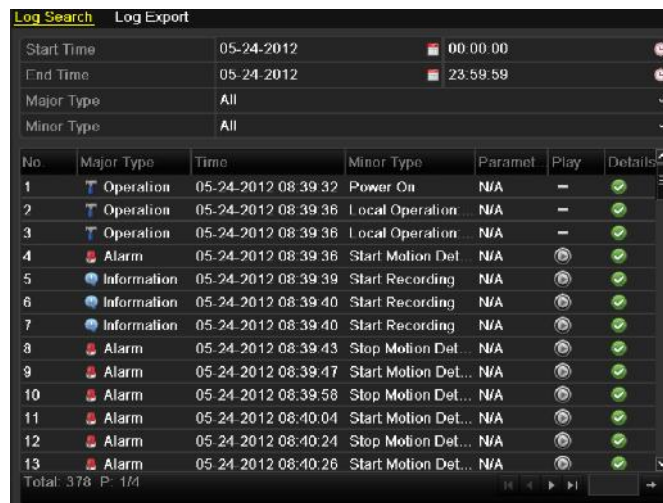 Log Search Log Export
Start Time 05-24-2012 00:00:00
End Time 05-24-2012 23:59:59
Major Type All
Minor Type All
No. Major Type Time Minor Type Paramet... Play Details
1 Operation 05-24-2012 08:39:32 Power On N/A –
2 Operation 05-24-2012 08:39:36 Local Operation:... N/A –
3 Operation 05-24-2012 08:39:36 Local Operation:... N/A –
4 Alarm 05-24-2012 08:39:36 Start Motion Det... N/A
5 Information 05-24-2012 08:39:39 Start Recording N/A
6 Information 05-24-2012 08:39:40 Start Recording N/A
7 Information 05-24-2012 08:39:40 Start Recording N/A
8 Alarm 05-24-2012 08:39:43 Stop Motion Det... N/A
9 Alarm 05-24-2012 08:39:47 Start Motion Det... N/A
10 Alarm 05-24-2012 08:39:58 Stop Motion Det... N/A
11 Alarm 05-24-2012 08:40:04 Start Motion Det... N/A
12 Alarm 05-24-2012 08:40:24 Stop Motion Det... N/A
13 Alarm 05-24-2012 08:40:26 Start Motion Det... N/A
Total: 378 P: 1/4